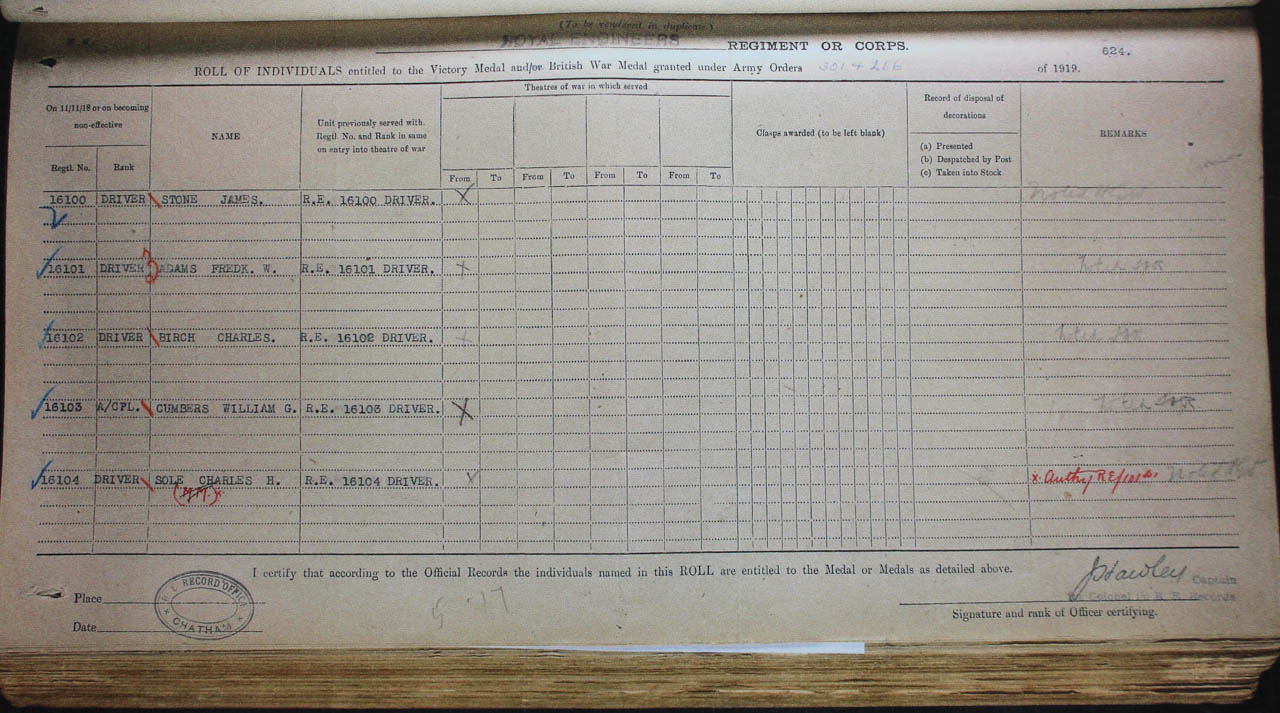 (To be rendered in duplicate.)
ROYAL ENGINEERS REGIMENT OR CORPS. 624.
ROLL OF INDIVIDUALS entitled to the Victory Medal and/or British War Medal granted under Army Orders 301 & 266 of 1919.
On 11/11/18 or on becoming non-effective
Regtl. No. Rank
NAME
Unit previously served with. Regtl. No. and Rank in same on entry into theatre of war
Theatres of war in which served
From To From To From To From To
Clasps awarded (to be left blank)
Record of disposal of decorations
(a) Presented
(b) Despatched by Post
(c) Taken into Stock
REMARKS
16100 DRIVER STONE JAMES. R.E. 16100 DRIVER. X
16101 DRIVER ADAMS FREDK. W. R.E. 16101 DRIVER. X
16102 DRIVER BIRCH CHARLES. R.E. 16102 DRIVER. X
16103 A/CPL. CUMBERS WILLIAM G. R.E. 16103 DRIVER. X
16104 DRIVER SOLE CHARLES H. R.E. 16104 DRIVER. X
(M.M.) x
I certify that according to the Official Records the individuals named in this ROLL are entitled to the Medal or Medals as detailed above.
Place
Date
R.E. RECORD OFFICE
CHATHAM
Captain
Colonel i/c R. E. Records
Signature and rank of Officer certifying.